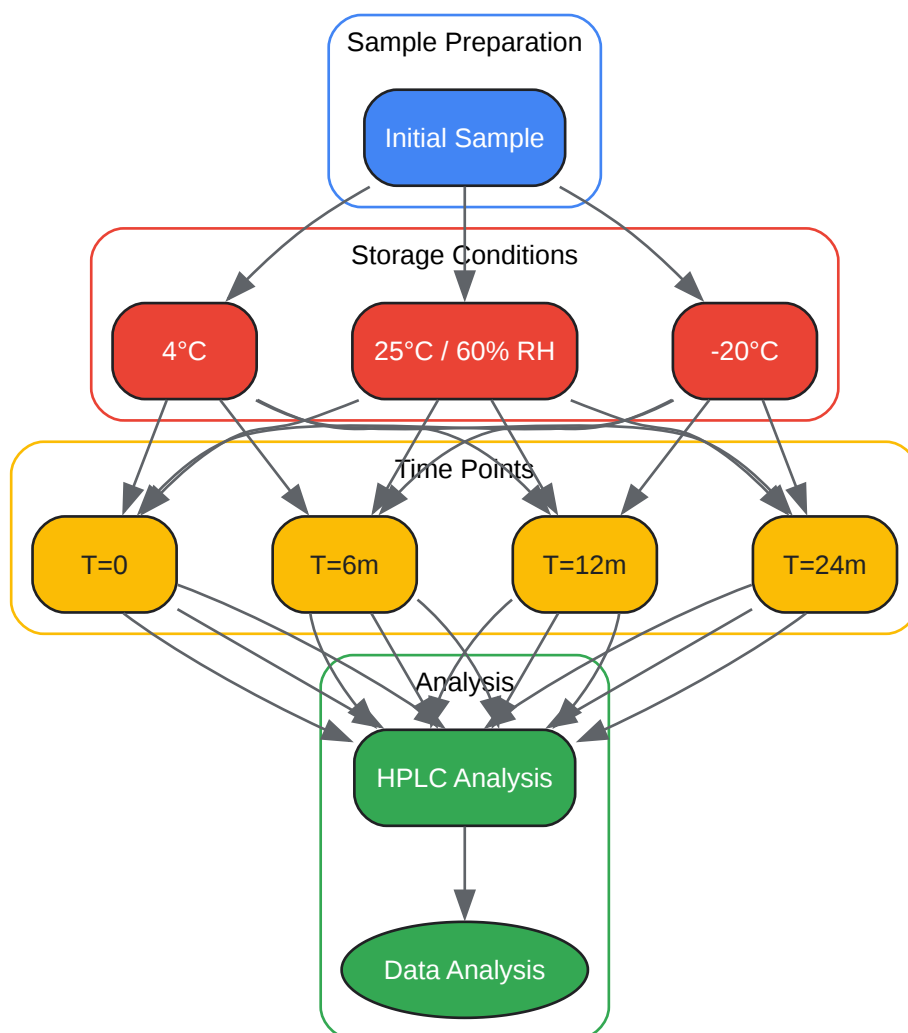 Sample Preparation
Initial Sample
Storage Conditions
4°C
25°C / 60% RH
-20°C
Time Points
T=0
T=6m
T=12m
T=24m
Analysis
HPLC Analysis
Data Analysis